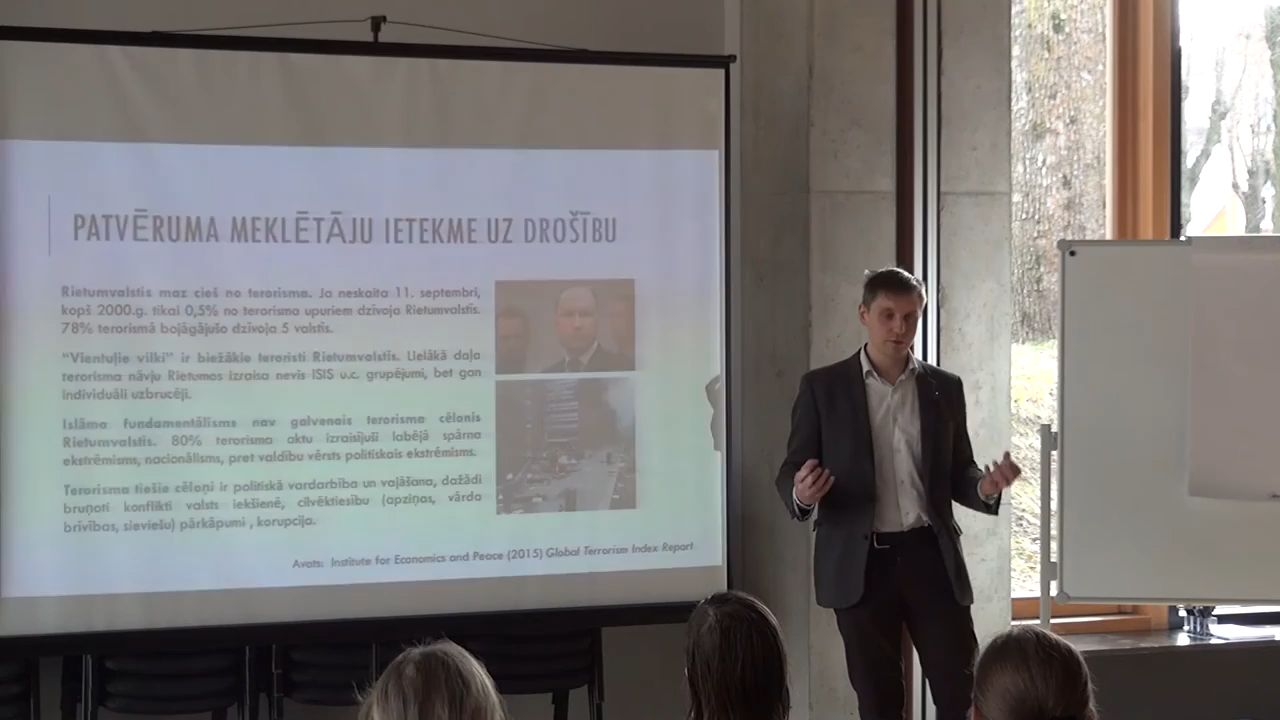 PATVĒRUMA MEKLĒTĀJU IETEKME UZ DROŠĪBU
Rietumvalstis maz cieš no terorisma. Ja neskaita 11. septembri,
kopš 2000.g. tikai 0,5% no terorisma upuriem dzīvoja Rietumvalstīs.
78% terorismā bojāgājušo dzīvoja 5 valstīs.
“Vientuļie vilki” ir biežākie teroristi Rietumvalstīs. Lielākā daļa
terorisma nāvju Rietumos izraisa nevis ISIS u.c. grupējumi, bet gan
individuāli uzbrucēji.
Islāma fundamentālisms nav galvenais terorisma cēlonis
Rietumvalstīs. 80% terorisma aktu izraisījuši labējā spārna
ekstrēmisms, nacionālisms, pret valdību vērsts politiskais ekstrēmisms.
Terorisma tiešie cēloņi ir politiskā vardarbība un vajāšana, dažādi
bruņoti konflikti valsts iekšienē, cilvēktiesību (apziņas, vārda
brīvības, sieviešu) pārkāpumi , korupcija.
Avots: Institute for Economics and Peace (2015) Global Terrorism Index Report